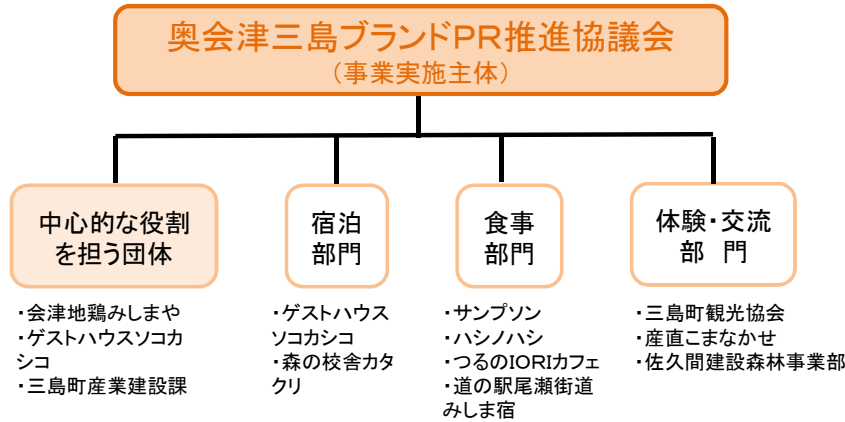 奥会津三島ブランドPR推進協議会
（事業実施主体）
中心的な役割
を担う団体
・会津地鶏みしまや
・ゲストハウスソコカ
シコ
・三島町産業建設課
宿泊
部門
・ゲストハウス
ソコカシコ
・森の校舎カタ
クリ
食事
部門
・サンプソン
・ハシノハシ
・つるのIORIカフェ
・道の駅尾瀬街道
みしま宿
体験・交流
部 門
・三島町観光協会
・産直こまなかせ
・佐久間建設森林事業部